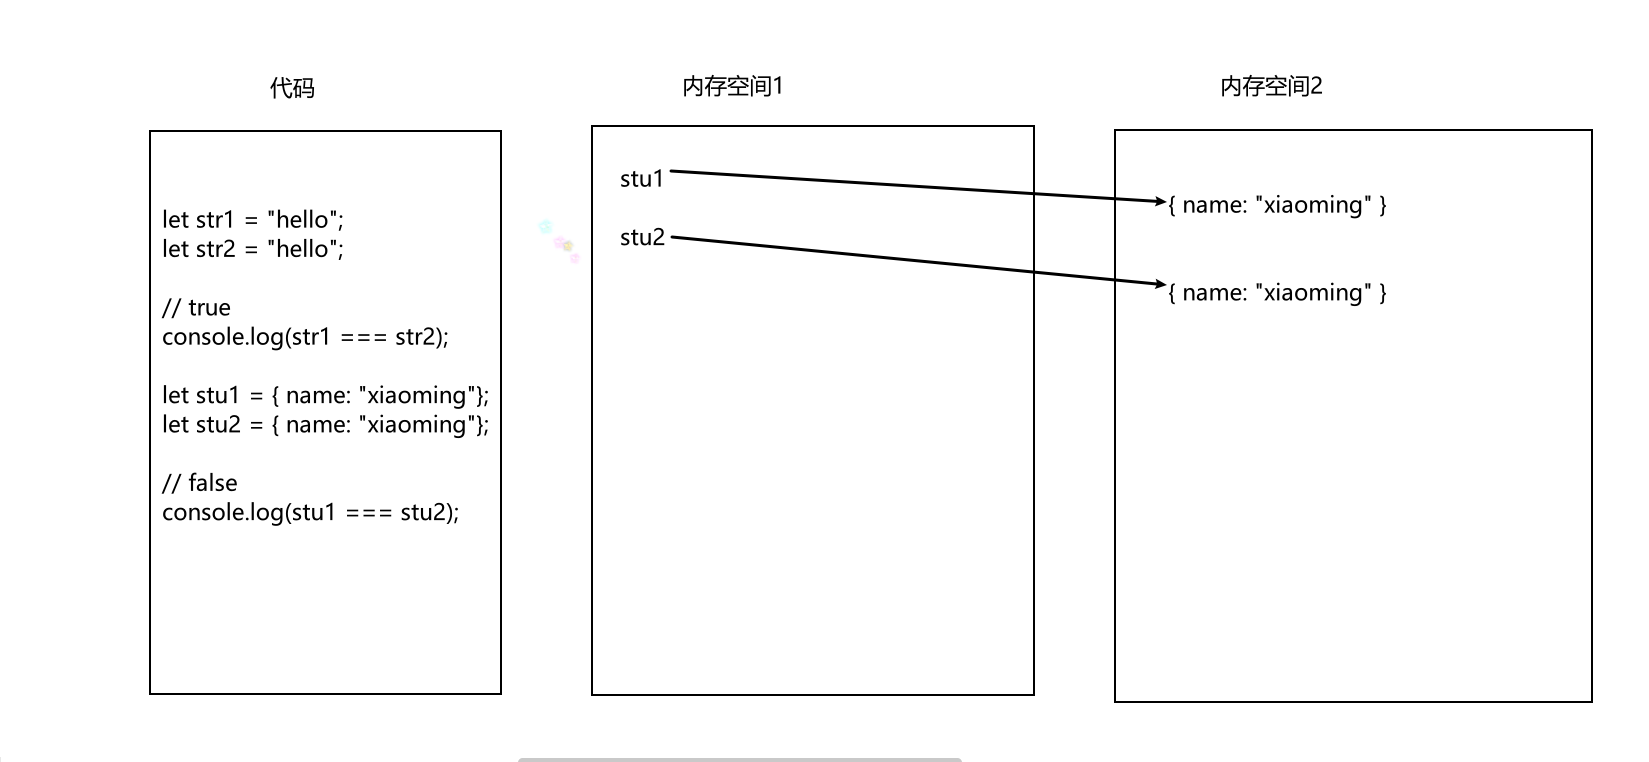 代码
let str1 = "hello";
let str2 = "hello";
// true
console.log(str1 === str2);
let stu1 = { name: "xiaoming"};
let stu2 = { name: "xiaoming"};
// false
console.log(stu1 === stu2);
内存空间1
stu1
stu2
内存空间2
{ name: "xiaoming" }
{ name: "xiaoming" }